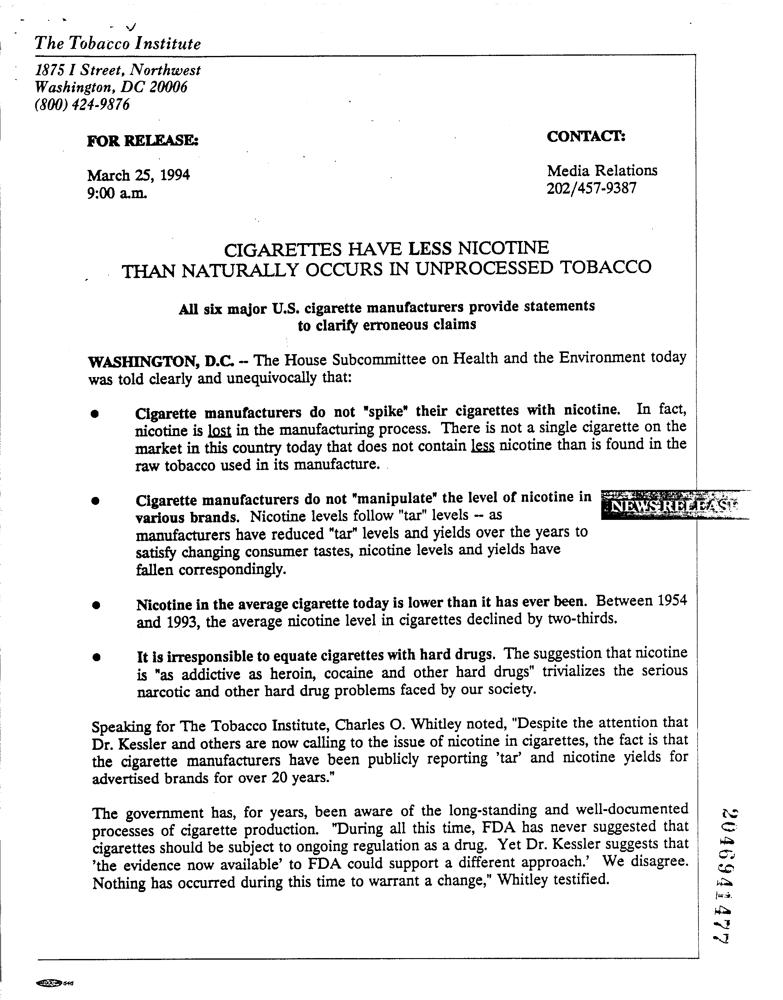 The Tobacco Institute
1875 I Street, Northwest
Washington, DC 20006
(800) 424-9876
FOR RELEASE:
CONTACT:
March 25, 1994
9:00 a.m.
Media Relations
202/457-9387
CIGARETTES HAVE LESS NICOTINE
THAN NATURALLY OCCURS IN UNPROCESSED TOBACCO
All six major U.S. cigarette manufacturers provide statements
to clarify erroneous claims
WASHINGTON, D.C. -- The House Subcommittee on Health and the Environment today
was told clearly and unequivocally that:
● Cigarette manufacturers do not "spike" their cigarettes with nicotine. In fact,
nicotine is lost in the manufacturing process. There is not a single cigarette on the
market in this country today that does not contain less nicotine than is found in the
raw tobacco used in its manufacture.
● Cigarette manufacturers do not "manipulate" the level of nicotine in
various brands. Nicotine levels follow "tar" levels -- as
manufacturers have reduced "tar" levels and yields over the years to
satisfy changing consumer tastes, nicotine levels and yields have
fallen correspondingly.
NEWS RELEASE
● Nicotine in the average cigarette today is lower than it has ever been. Between 1954
and 1993, the average nicotine level in cigarettes declined by two-thirds.
● It is irresponsible to equate cigarettes with hard drugs. The suggestion that nicotine
is "as addictive as heroin, cocaine and other hard drugs" trivializes the serious
narcotic and other hard drug problems faced by our society.
Speaking for The Tobacco Institute, Charles O. Whitley noted, "Despite the attention that
Dr. Kessler and others are now calling to the issue of nicotine in cigarettes, the fact is that
the cigarette manufacturers have been publicly reporting 'tar' and nicotine yields for
advertised brands for over 20 years."
The government has, for years, been aware of the long-standing and well-documented
processes of cigarette production. "During all this time, FDA has never suggested that
cigarettes should be subject to ongoing regulation as a drug. Yet Dr. Kessler suggests that
'the evidence now available' to FDA could support a different approach.' We disagree.
Nothing has occurred during this time to warrant a change," Whitley testified.
2046941477